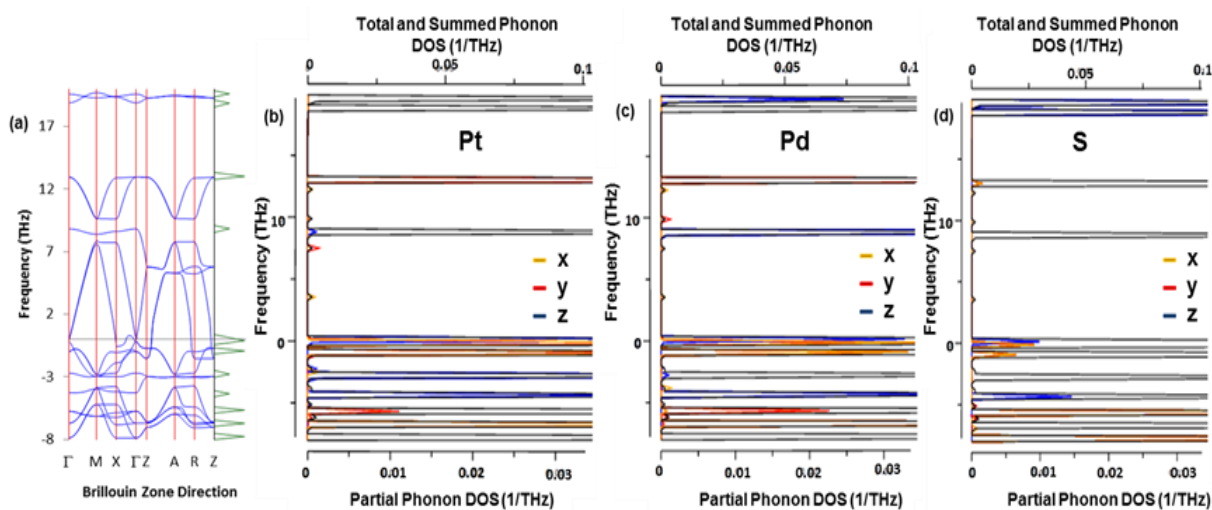 (a)
17
12
7
2
-3
-8
Frequency (THz)
Γ M X Γ Z A R Z
Brillouin Zone Direction
Total and Summed Phonon
DOS (1/THz)
0 0.05 0.1
(b)
Pt
10
0
Frequency (THz)
x
y
z
0 0.01 0.02 0.03
Partial Phonon DOS (1/THz)
Total and Summed Phonon
DOS (1/THz)
0 0.05 0.1
(c)
Pd
10
0
Frequency (THz)
x
y
z
0 0.01 0.02 0.03
Partial Phonon DOS (1/THz)
Total and Summed Phonon
DOS (1/THz)
0 0.05 0.1
(d)
S
10
0
Frequency (THz)
x
y
z
0 0.01 0.02 0.03
Partial Phonon DOS (1/THz)